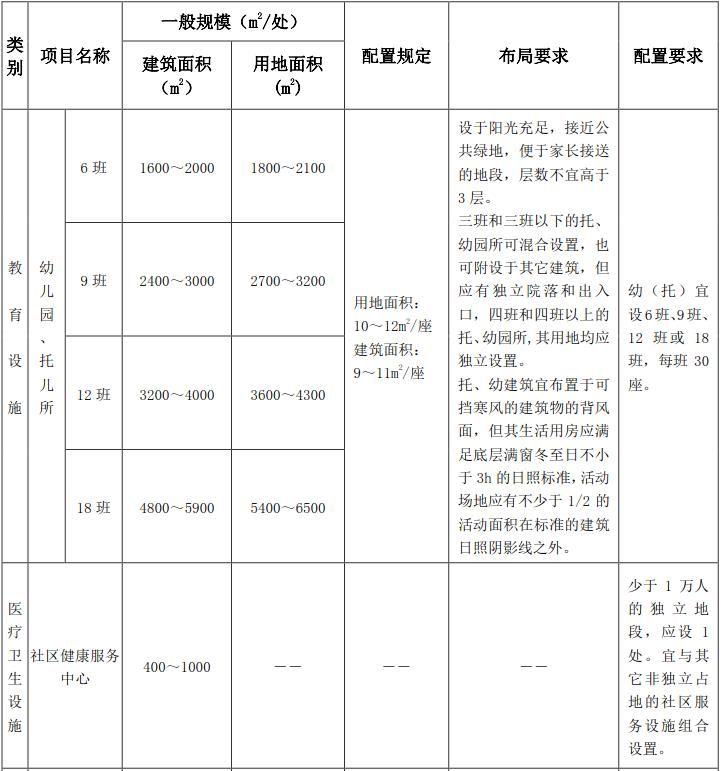 类别
项目名称
一般规模（m²/处）
建筑面积
（m²）
用地面积
(m²)
配置规定
布局要求
配置要求
教育设施
幼儿园、托儿所
6 班
1600～2000
1800～2100
9 班
2400～3000
2700～3200
12 班
3200～4000
3600～4300
18 班
4800～5900
5400～6500
用地面积：
10～12m²/座
建筑面积：
9～11m²/座
设于阳光充足，接近公
共绿地，便于家长接送
的地段，层数不宜高于
3 层。
三班和三班以下的托、
幼园所可混合设置，也
可附设于其它建筑，但
应有独立院落和出入
口，四班和四班以上的
托、幼园所,其用地均应
独立设置。
托、幼建筑宜布置于可
挡寒风的建筑物的背风
面，但其生活用房应满
足底层满窗冬至日不小
于 3h 的日照标准，活动
场地应有不少于 1/2 的
活动面积在标准的建筑
日照阴影线之外。
幼（托）宜
设 6 班、9 班、
12 班或 18
班，每班 30
座。
医疗卫生设施
社区健康服务
中心
400～1000
——
——
——
少于 1 万人
的独立地
段，应设 1
处。宜与其
它非独立占
地的社区服
务设施组合
设置。